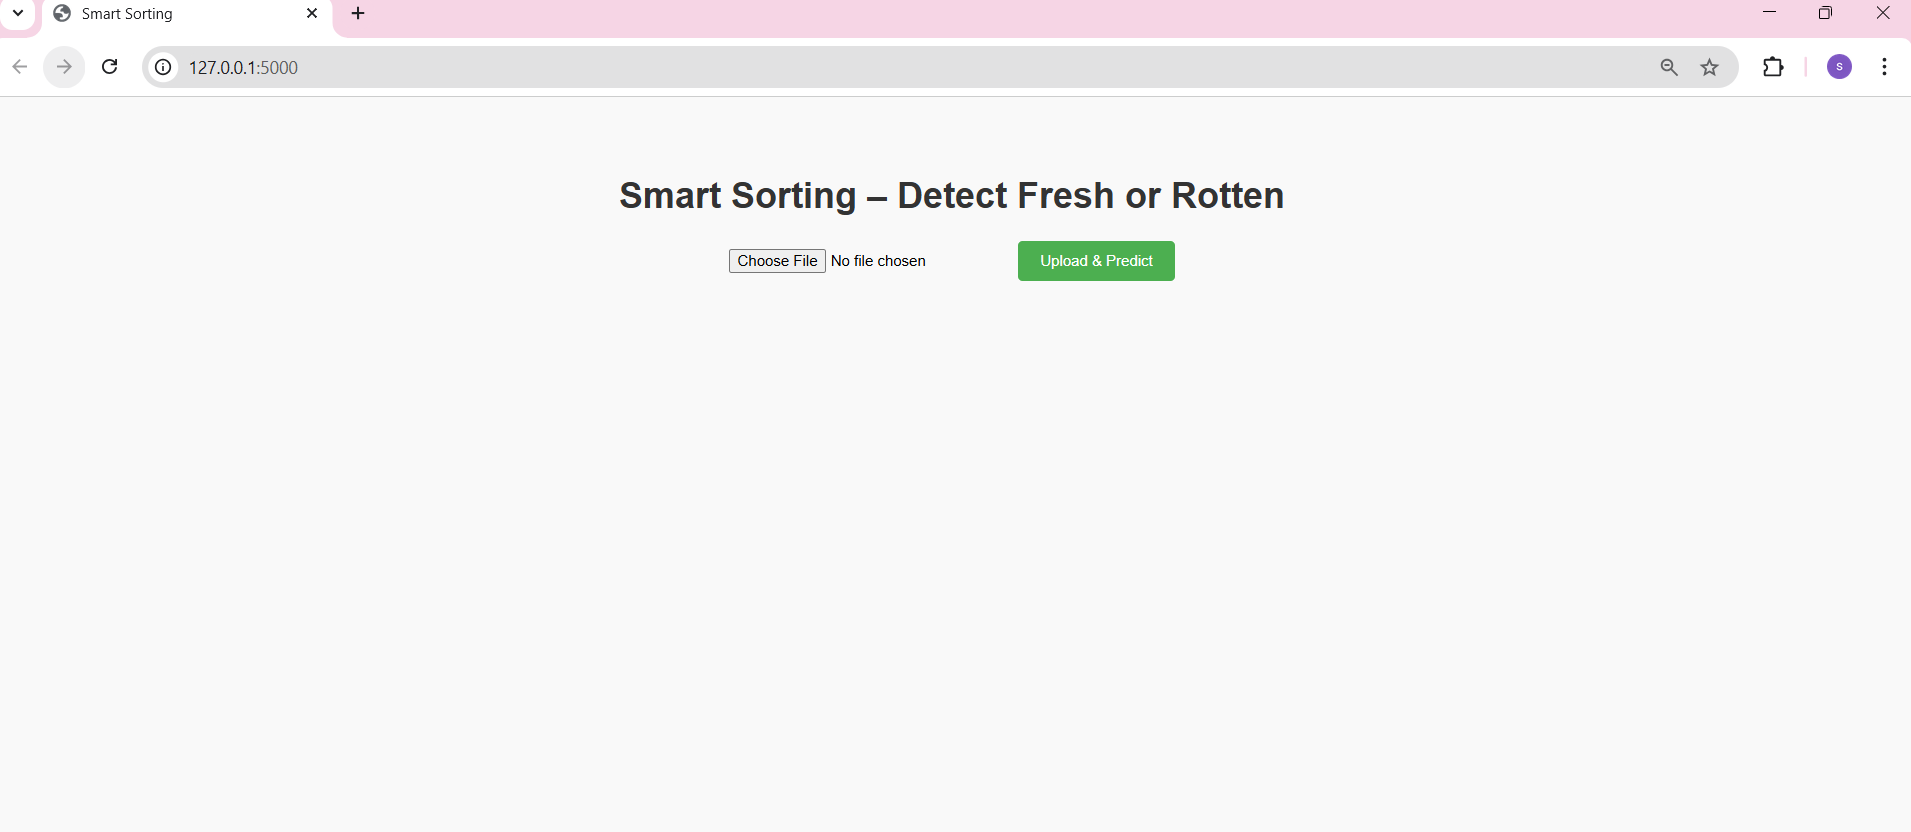 Smart Sorting
127.0.0.1:5000
S
Smart Sorting – Detect Fresh or Rotten
Choose File No file chosen
Upload & Predict